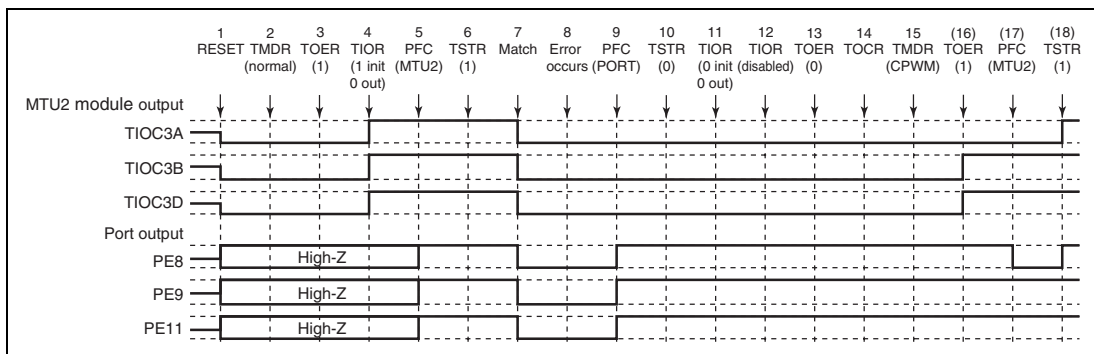 1 2 3 4 5 6 7 8 9 10 11 12 13 14 15 (16) (17) (18)
RESET TMDR TOER TIOR PFC TSTR Match Error PFC TSTR TIOR TIOR TOER TOCR TMDR TOER PFC TSTR
(normal) (1) (1 init (MTU2) (1) occurs (PORT) (0) (0 init (disabled) (0) (CPWM) (1) (MTU2) (1)
0 out) 0 out)
MTU2 module output
TIOC3A
TIOC3B
TIOC3D
Port output
PE8 High-Z
PE9 High-Z
PE11 High-Z